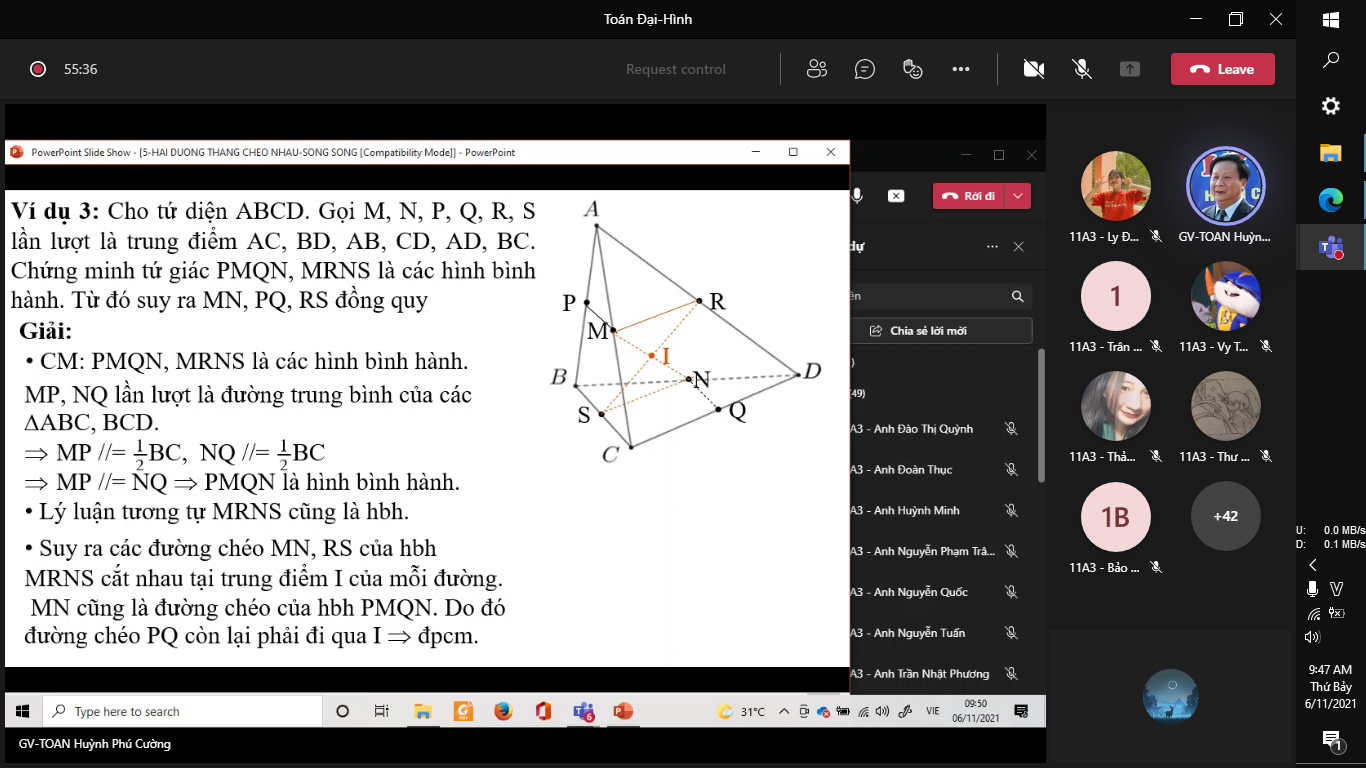 Toán Đại-Hình
55:36
Request control
Leave
PowerPoint Slide Show - [5-HAI DUONG THANG CHEO NHAU-SONG SONG [Compatibility Mode]] - PowerPoint
Ví dụ 3: Cho tứ diện ABCD. Gọi M, N, P, Q, R, S
lần lượt là trung điểm AC, BD, AB, CD, AD, BC.
Chứng minh tứ giác PMQN, MRNS là các hình bình
hành. Từ đó suy ra MN, PQ, RS đồng quy
Giải:
• CM: PMQN, MRNS là các hình bình hành.
MP, NQ lần lượt là đường trung bình của các
ΔABC, BCD.
⇒ MP //= 1/2 BC, NQ //= 1/2 BC
⇒ MP //= NQ ⇒ PMQN là hình bình hành.
• Lý luận tương tự MRNS cũng là hbh.
• Suy ra các đường chéo MN, RS của hbh
MRNS cắt nhau tại trung điểm I của mỗi đường.
MN cũng là đường chéo của hbh PMQN. Do đó
đường chéo PQ còn lại phải đi qua I ⇒ đpcm.
A
P
R
M
I
B
N
D
S
Q
C
Rời đi
dự
ên
Chia sẻ lời mời
)
(49)
A3 - Anh Đào Thị Quỳnh
A3 - Anh Đoàn Thục
A3 - Anh Huỳnh Minh
A3 - Anh Nguyễn Phạm Trâ...
A3 - Anh Nguyễn Quốc
A3 - Anh Nguyễn Tuấn
A3 - Anh Trần Nhật Phương
11A3 - Ly Đ...
GV-TOAN Huỳn...
1
11A3 - Trân ...
11A3 - Vy T...
11A3 - Thả...
11A3 - Thư ...
1B
+42
11A3 - Bảo ...
Type here to search
6
31°C
VIE
09:50
06/11/2021
GV-TOAN Huỳnh Phú Cường
U: 0.0 MB/s
D: 0.1 MB/s
9:47 AM
Thứ Bảy
6/11/2021
1